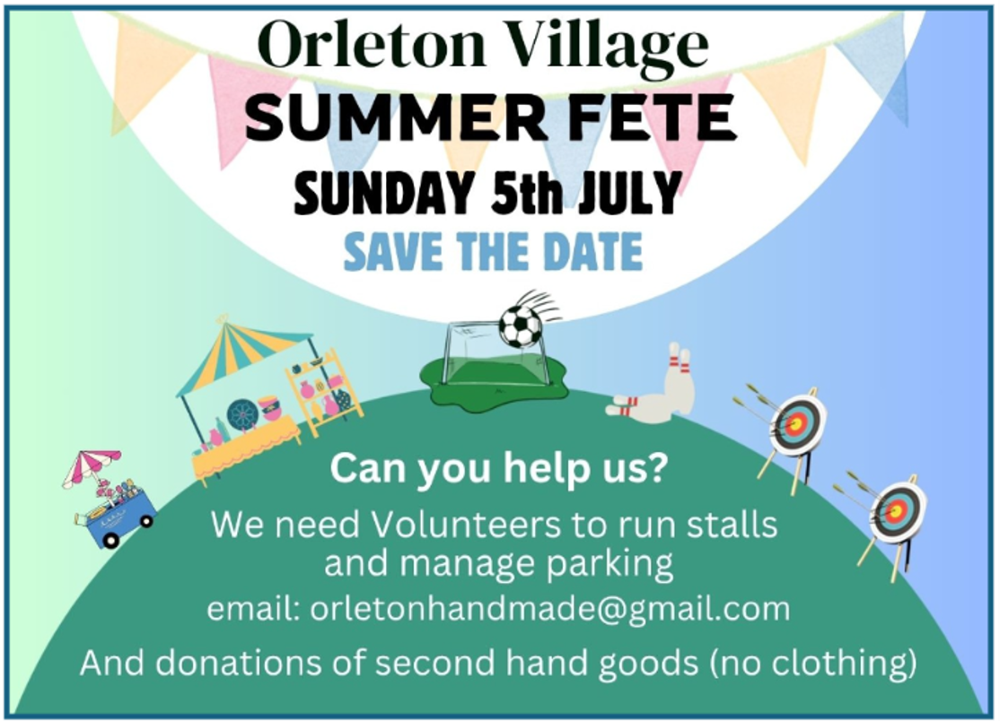 Orleton Village
SUMMER FETE
SUNDAY 5th JULY
SAVE THE DATE
Can you help us?
We need Volunteers to run stalls
and manage parking
email: orletonhandmade@gmail.com
And donations of second hand goods (no clothing)